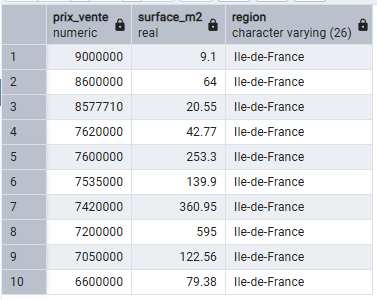 prix_vente surface_m2 region
numeric real character varying (26)
1 9000000 9.1 Ile-de-France
2 8600000 64 Ile-de-France
3 8577710 20.55 Ile-de-France
4 7620000 42.77 Ile-de-France
5 7600000 253.3 Ile-de-France
6 7535000 139.9 Ile-de-France
7 7420000 360.95 Ile-de-France
8 7200000 595 Ile-de-France
9 7050000 122.56 Ile-de-France
10 6600000 79.38 Ile-de-France